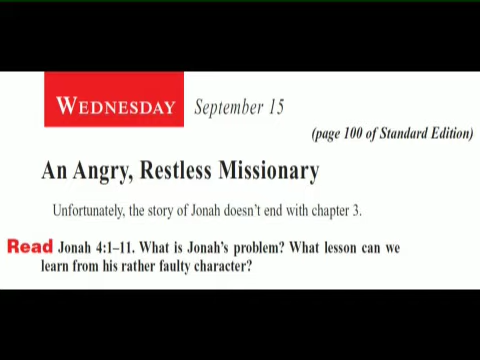 WEDNESDAY September 15
(page 100 of Standard Edition)
An Angry, Restless Missionary
Unfortunately, the story of Jonah doesn't end with chapter 3.
Read Jonah 4:1–11. What is Jonah's problem? What lesson can we
learn from his rather faulty character?